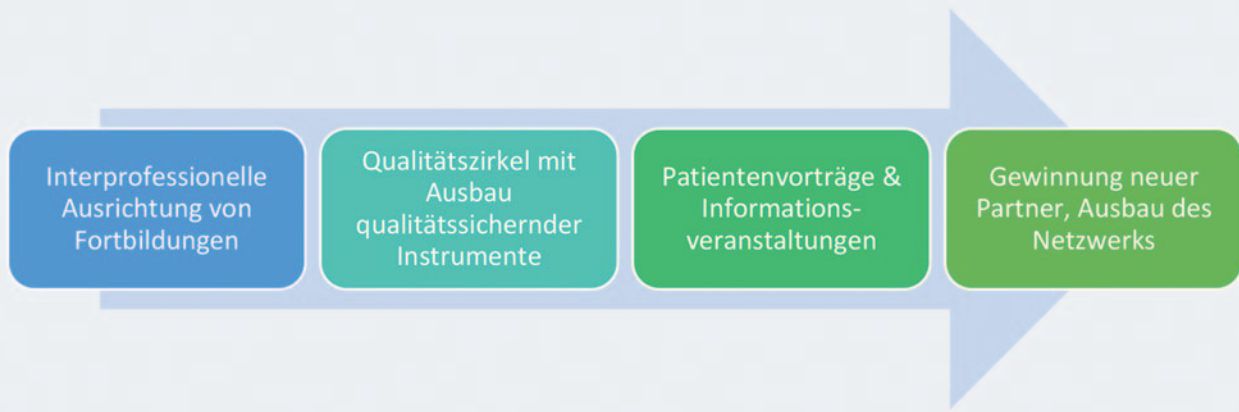 Interprofessionelle
Ausrichtung von
Fortbildungen
Qualitätszirkel mit
Ausbau
qualitätssichernder
Instrumente
Patientenvorträge &
Informations-
veranstaltungen
Gewinnung neuer
Partner, Ausbau des
Netzwerks